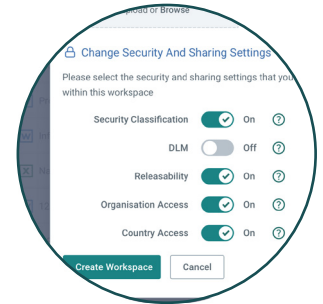 pload or Browse
Change Security And Sharing Settings
Please select the security and sharing settings that you
within this workspace
Security Classification On
DLM Off
Releasability On
Organisation Access On
Country Access On
Create Workspace Cancel